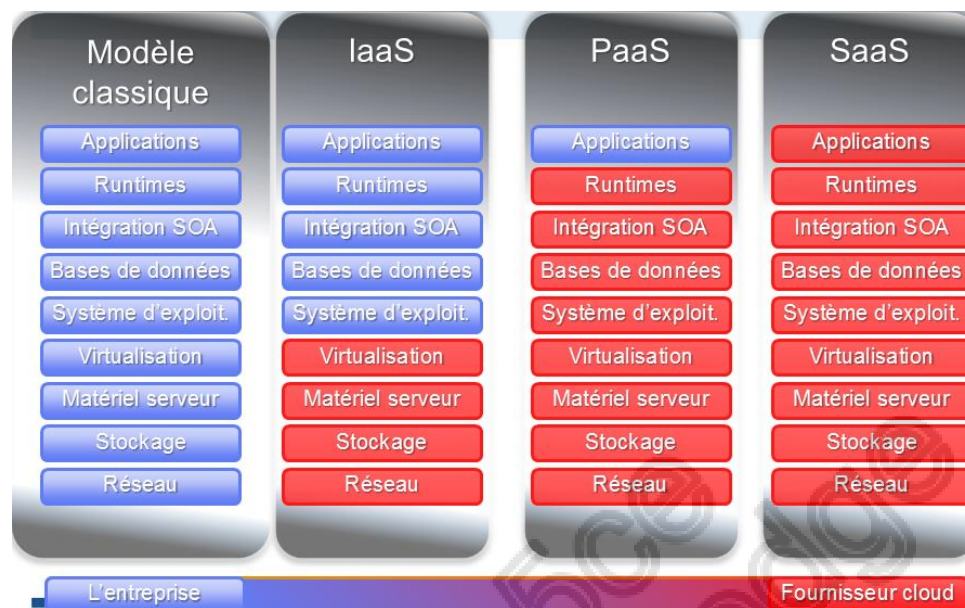 Modèle
classique
Applications
Runtimes
Intégration SOA
Bases de données
Système d'exploit.
Virtualisation
Matériel serveur
Stockage
Réseau
IaaS
Applications
Runtimes
Intégration SOA
Bases de données
Système d'exploit.
Virtualisation
Matériel serveur
Stockage
Réseau
PaaS
Applications
Runtimes
Intégration SOA
Bases de données
Système d'exploit.
Virtualisation
Matériel serveur
Stockage
Réseau
SaaS
Applications
Runtimes
Intégration SOA
Bases de données
Système d'exploit.
Virtualisation
Matériel serveur
Stockage
Réseau
L'entreprise
Fournisseur cloud